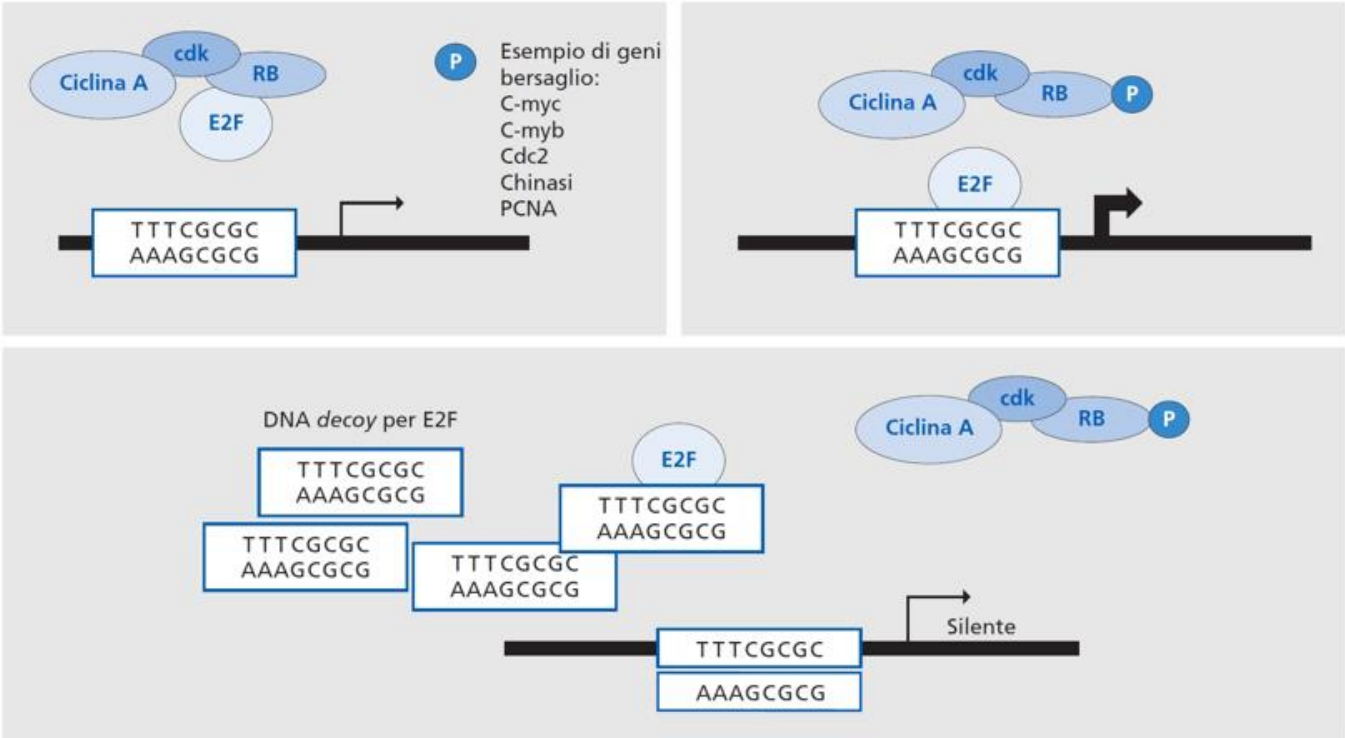 cdk
Ciclina A
RB
E2F
P
Esempio di geni
bersaglio:
C-myc
C-myb
Cdc2
Chinasi
PCNA
TTTCGCGC
AAAGCGCG
cdk
Ciclina A
RB
P
E2F
TTTCGCGC
AAAGCGCG
DNA decoy per E2F
TTTCGCGC
AAAGCGCG
TTTCGCGC
AAAGCGCG
TTTCGCGC
AAAGCGCG
E2F
TTTCGCGC
AAAGCGCG
cdk
Ciclina A
RB
P
Silente
TTTCGCGC
AAAGCGCG